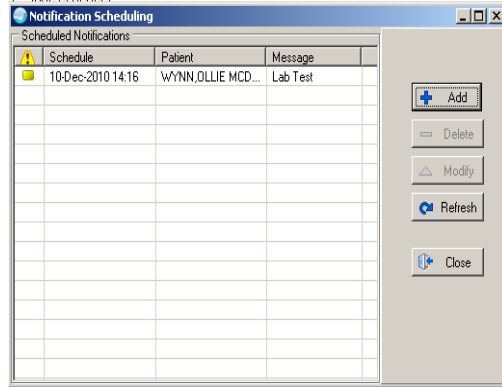 Notification Scheduling
Scheduled Notifications
Schedule Patient Message
10-Dec-2010 14:16 WYNN,OLLIE MCD... Lab Test
Add
Delete
Modify
Refresh
Close